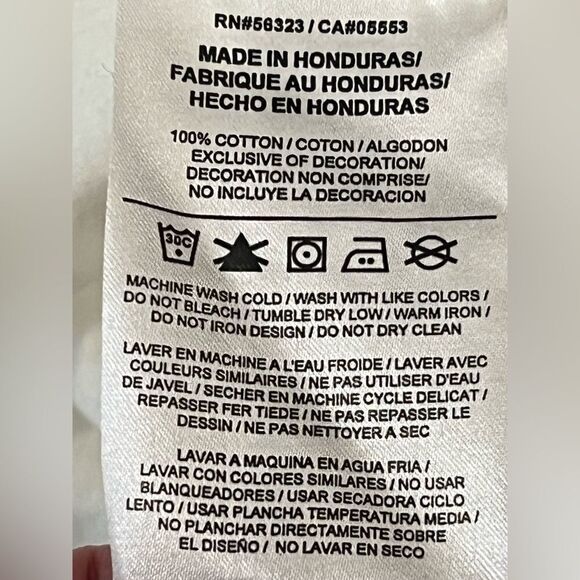 RN#56323 / CA#05553
MADE IN HONDURAS/
FABRIQUE AU HONDURAS/
HECHO EN HONDURAS
100% COTTON / COTON / ALGODON
EXCLUSIVE OF DECORATION/
DECORATION NON COMPRISE/
NO INCLUYE LA DECORACION
30C
MACHINE WASH COLD / WASH WITH LIKE COLORS /
DO NOT BLEACH / TUMBLE DRY LOW / WARM IRON /
DO NOT IRON DESIGN / DO NOT DRY CLEAN
LAVER EN MACHINE A L'EAU FROIDE / LAVER AVEC
COULEURS SIMILAIRES / NE PAS UTILISER D'EAU
DE JAVEL / SECHER EN MACHINE CYCLE DELICAT /
REPASSER FER TIEDE / NE PAS REPASSER LE
DESSIN / NE PAS NETTOYER A SEC
LAVAR A MAQUINA EN AGUA FRIA /
LAVAR CON COLORES SIMILARES / NO USAR
BLANQUEADORES / USAR SECADORA CICLO
LENTO / USAR PLANCHA TEMPERATURA MEDIA /
NO PLANCHAR DIRECTAMENTE SOBRE
EL DISEÑO / NO LAVAR EN SECO